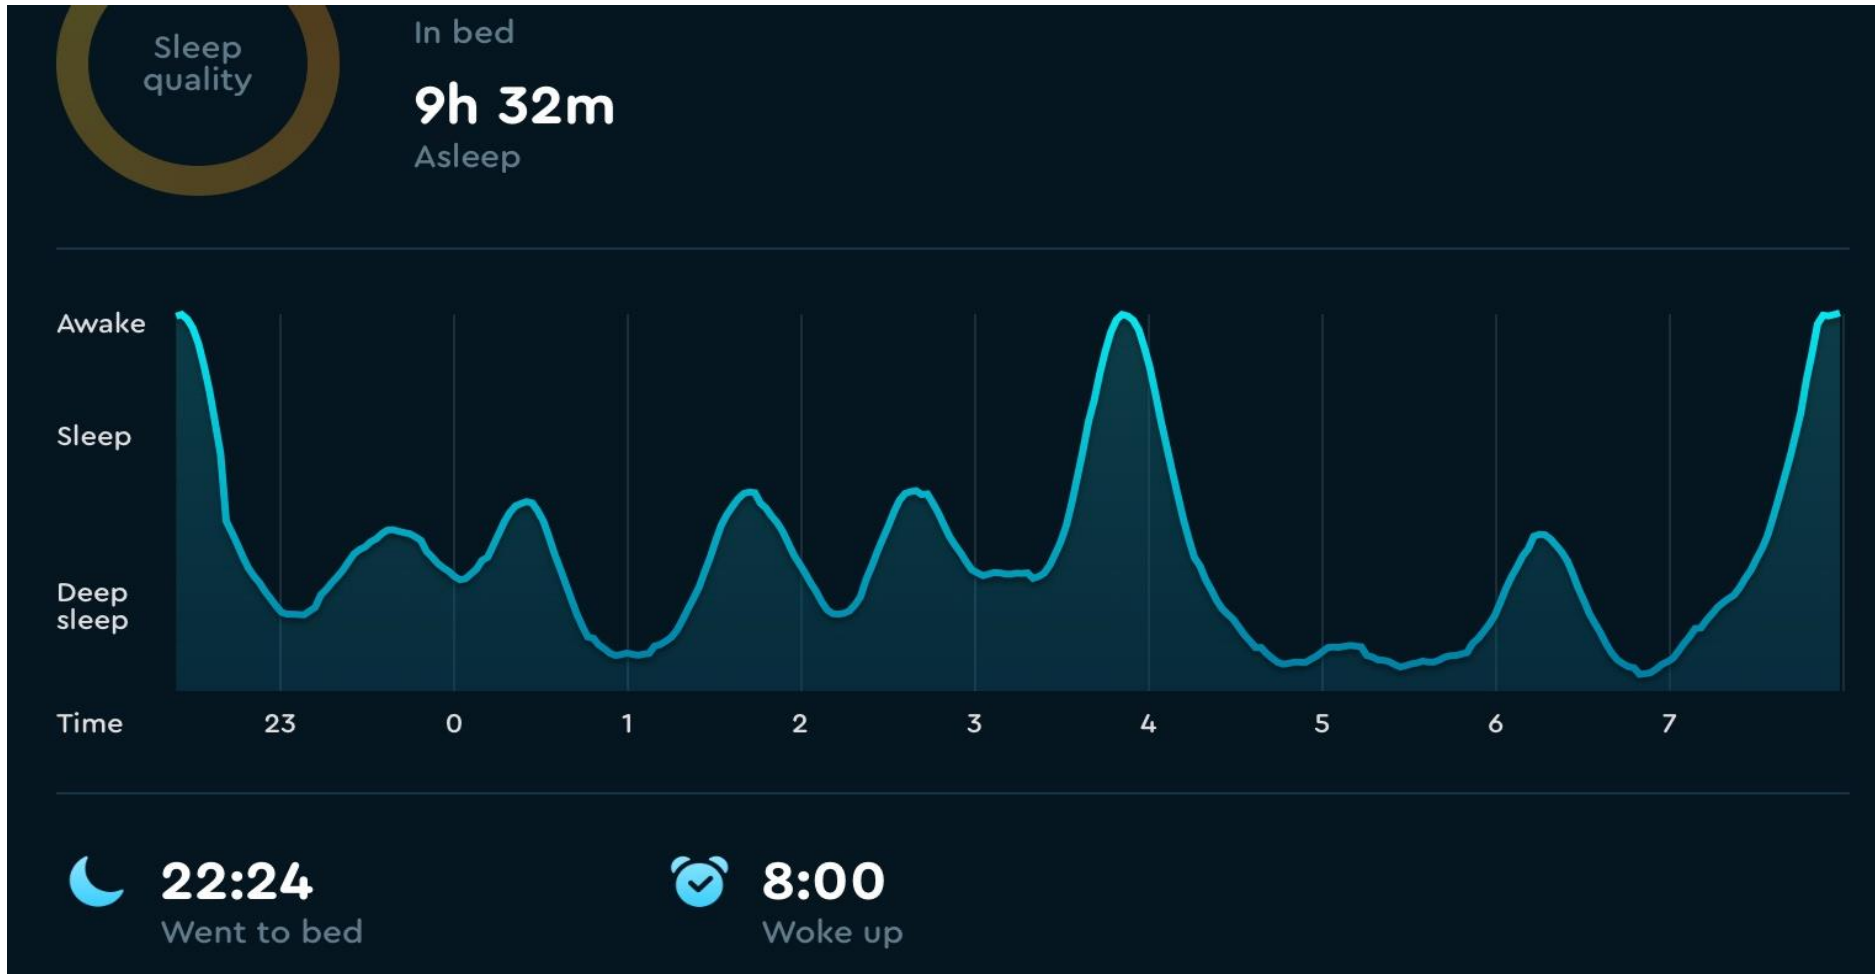 Sleep
quality
In bed
9h 32m
Asleep
Awake
Sleep
Deep
sleep
Time 23 0 1 2 3 4 5 6 7
22:24
Went to bed
8:00
Woke up